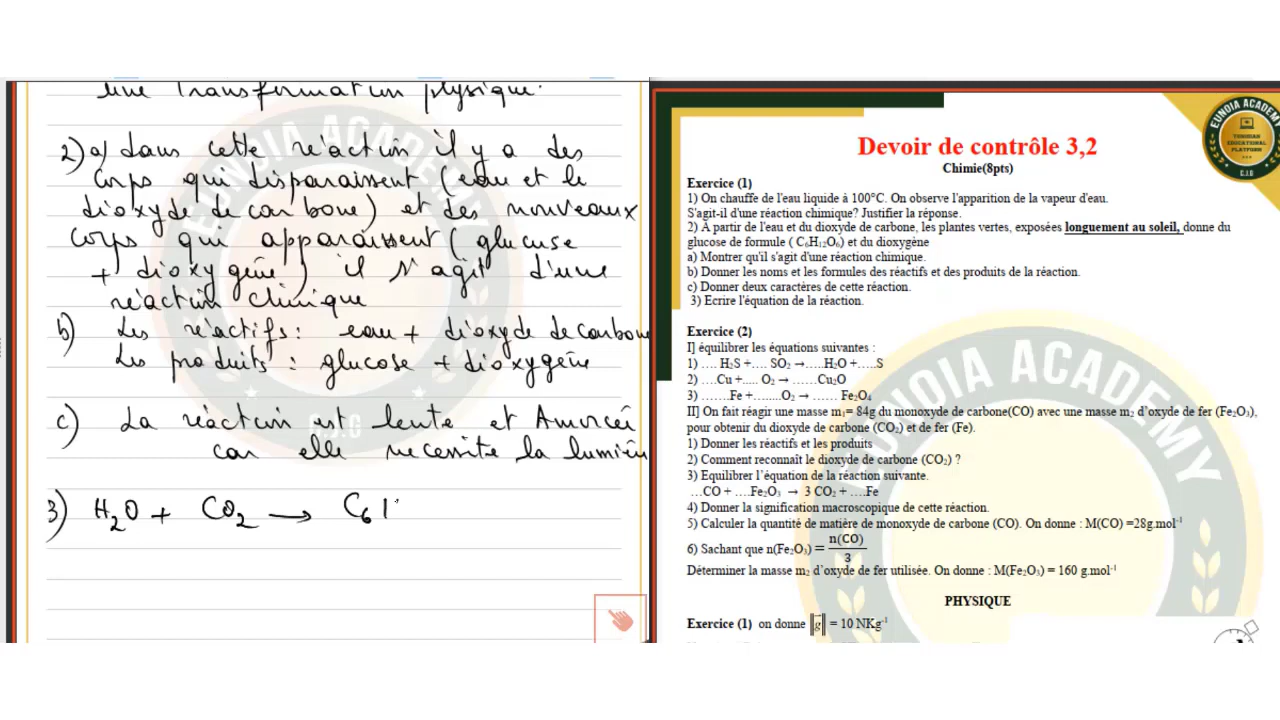 une transformation physique.
2) a) dans cette réaction il y a des
corps qui disparaissent (eau et le
dioxyde de carbone) et des nouveaux
corps qui apparaissent (glucuse
+ dioxygène) il s'agit d'une
réaction chimique
b) Les réactifs : eau + dioxyde de carbone
Les produits : glucose + dioxygène
c) La réaction est lente et Amorcée
car elle necessite la lumière
3) H₂O + CO₂ → C₆
EUNOIA ACADEMY
C.I.G
EUNOIA ACADEMY
TUNISIAN
EDUCATIONAL
PLATFORM
C.I.G
Devoir de contrôle 3,2
Chimie(8pts)
Exercice (1)
1) On chauffe de l'eau liquide à 100°C. On observe l'apparition de la vapeur d'eau.
S'agit-il d'une réaction chimique? Justifier la réponse.
2) À partir de l'eau et du dioxyde de carbone, les plantes vertes, exposées longuement au soleil, donne du
glucose de formule ( C₆H₁₂O₆) et du dioxygène
a) Montrer qu'il s'agit d'une réaction chimique.
b) Donner les noms et les formules des réactifs et des produits de la réaction.
c) Donner deux caractères de cette réaction.
3) Ecrire l'équation de la réaction.
Exercice (2)
I] équilibrer les équations suivantes :
1) …. H₂S +…. SO₂ →…..H₂O +…..S
2) ….Cu +..... O₂ → ……Cu₂O
3) …….Fe +……..O₂ → …… Fe₂O₄
II] On fait réagir une masse m₁= 84g du monoxyde de carbone(CO) avec une masse m₂ d'oxyde de fer (Fe₂O₃),
pour obtenir du dioxyde de carbone (CO₂) et de fer (Fe).
1) Donner les réactifs et les produits
2) Comment reconnaît le dioxyde de carbone (CO₂) ?
3) Equilibrer l'équation de la réaction suivante.
…CO + ….Fe₂O₃ → 3 CO₂ + ….Fe
4) Donner la signification macroscopique de cette réaction.
5) Calculer la quantité de matière de monoxyde de carbone (CO). On donne : M(CO) =28g.mol⁻¹
6) Sachant que n(Fe₂O₃) = n(CO)/3
Déterminer la masse m₂ d'oxyde de fer utilisée. On donne : M(Fe₂O₃) = 160 g.mol⁻¹
EUNOIA ACADEMY
PHYSIQUE
Exercice (1) on donne ‖g⃗‖ = 10 NKg⁻¹